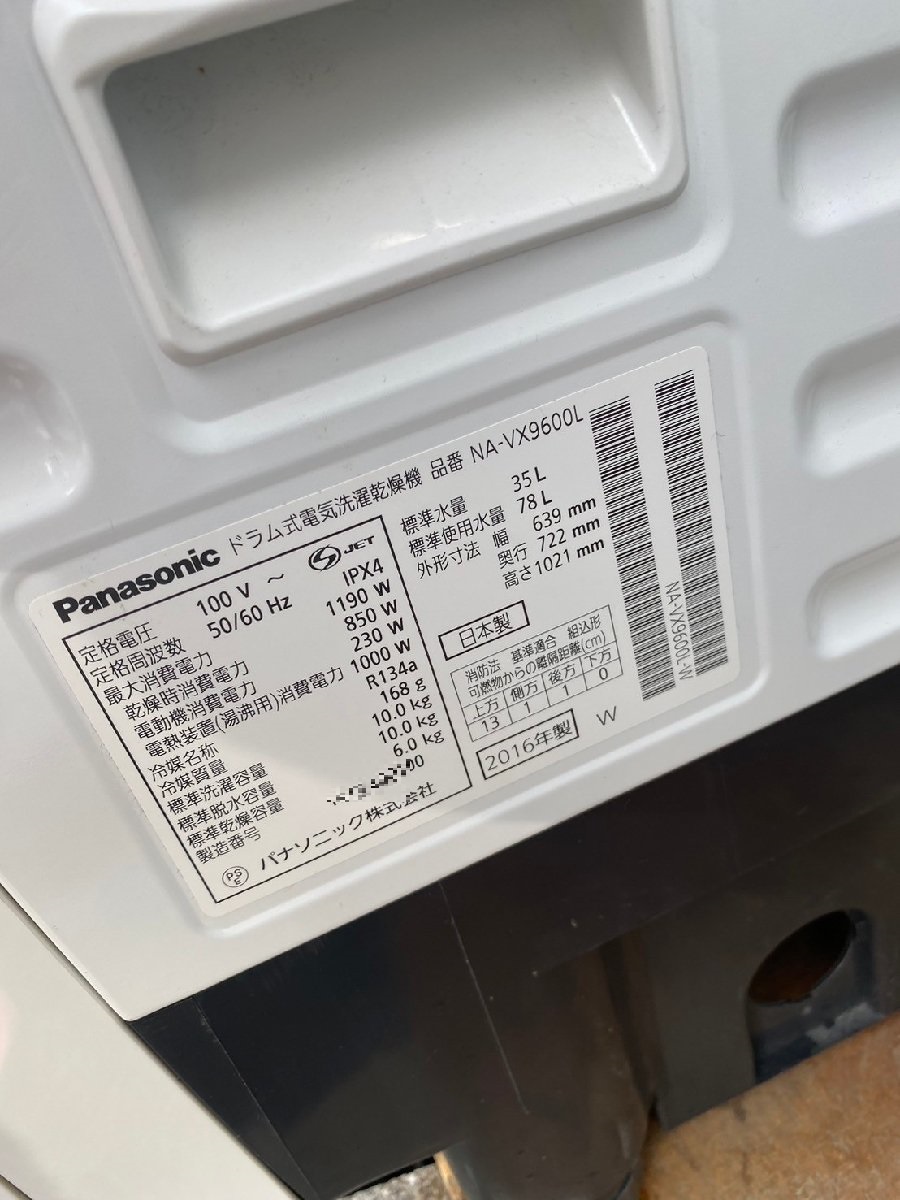 Panasonic ドラム式電気洗濯乾燥機 品番 NA-VX9600L
定格電圧 100 V ~ JET
定格周波数 50/60 Hz IPX4
最大消費電力 1190 W
乾燥時消費電力 850 W
電動機消費電力 230 W
電熱装置(湯沸用)消費電力 1000 W
冷媒名称 R134a
冷媒質量 168 g
標準洗濯容量 10.0 kg
標準脱水容量 10.0 kg
標準乾燥容量 6.0 kg
製造番号 00
PS E パナソニック株式会社
標準水量 35 L
標準使用水量 78 L
外形寸法 幅 639 mm
奥行 722 mm
高さ 1021 mm
日本製
消防法 基準適合 組込形
可燃物からの離隔距離(cm)
上方 側方 後方 下方
13 1 1 0
2016年製 W
NA-VX9600L-W